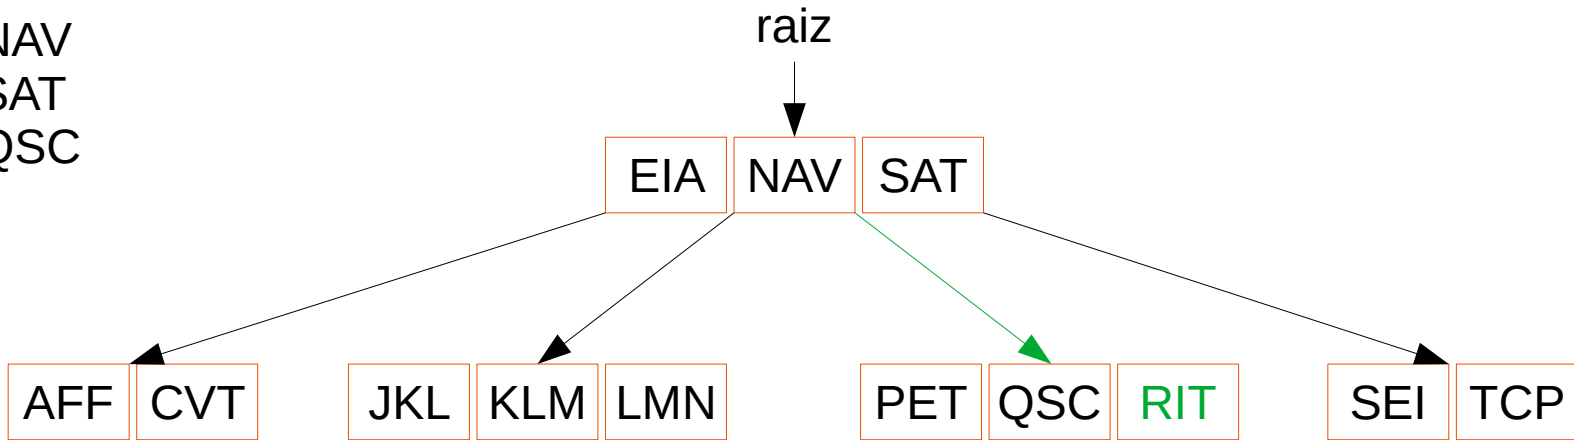 NAV
SAT
QSC
raiz
EIA NAV SAT
AFF CVT JKL KLM LMN PET QSC RIT SEI TCP